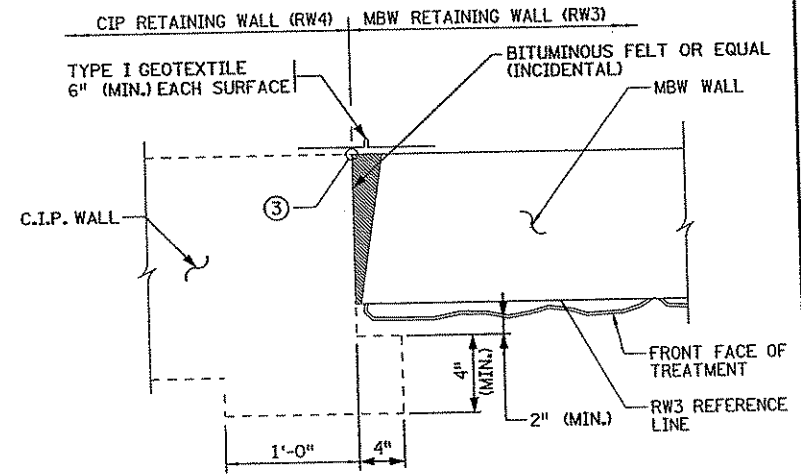 CIP RETAINING WALL (RW4)
MBW RETAINING WALL (RW3)
TYPE I GEOTEXTILE
6" (MIN.) EACH SURFACE
BITUMINOUS FELT OR EQUAL
(INCIDENTAL)
MBW WALL
3
C.I.P. WALL
4"
(MIN.)
FRONT FACE OF
TREATMENT
2" (MIN.)
RW3 REFERENCE
LINE
1'-0"
4"